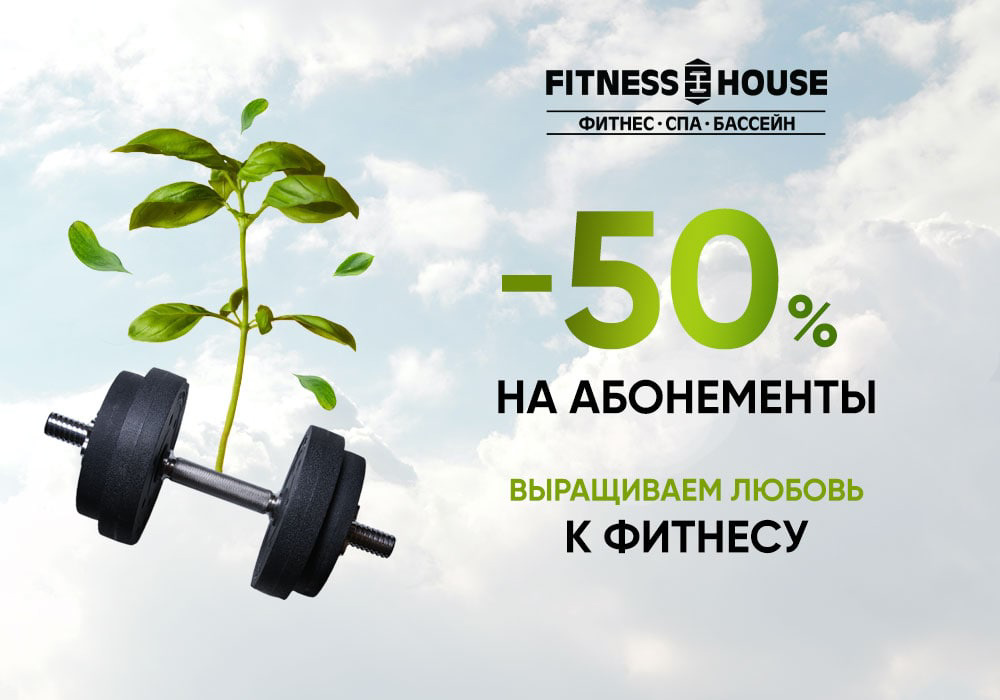 FITNESS HOUSE
ФИТНЕС·СПА·БАССЕЙН
-50%
НА АБОНЕМЕНТЫ
ВЫРАЩИВАЕМ ЛЮБОВЬ
К ФИТНЕСУ